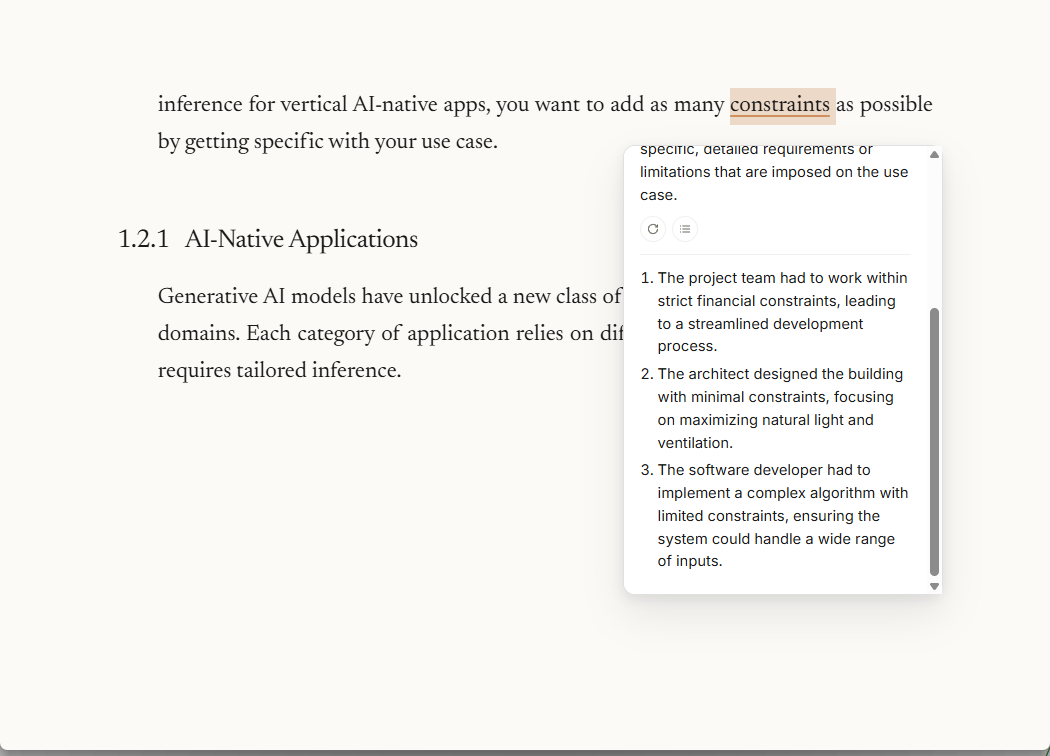 inference for vertical AI-native apps, you want to add as many constraints as possible
by getting specific with your use case.
1.2.1 AI-Native Applications
Generative AI models have unlocked a new class of
domains. Each category of application relies on
requires tailored inference.
specific, detailed requirements or
limitations that are imposed on the use
case.
1. The project team had to work within
strict financial constraints, leading
to a streamlined development
process.
2. The architect designed the building
with minimal constraints, focusing
on maximizing natural light and
ventilation.
3. The software developer had to
implement a complex algorithm with
limited constraints, ensuring the
system could handle a wide range
of inputs.